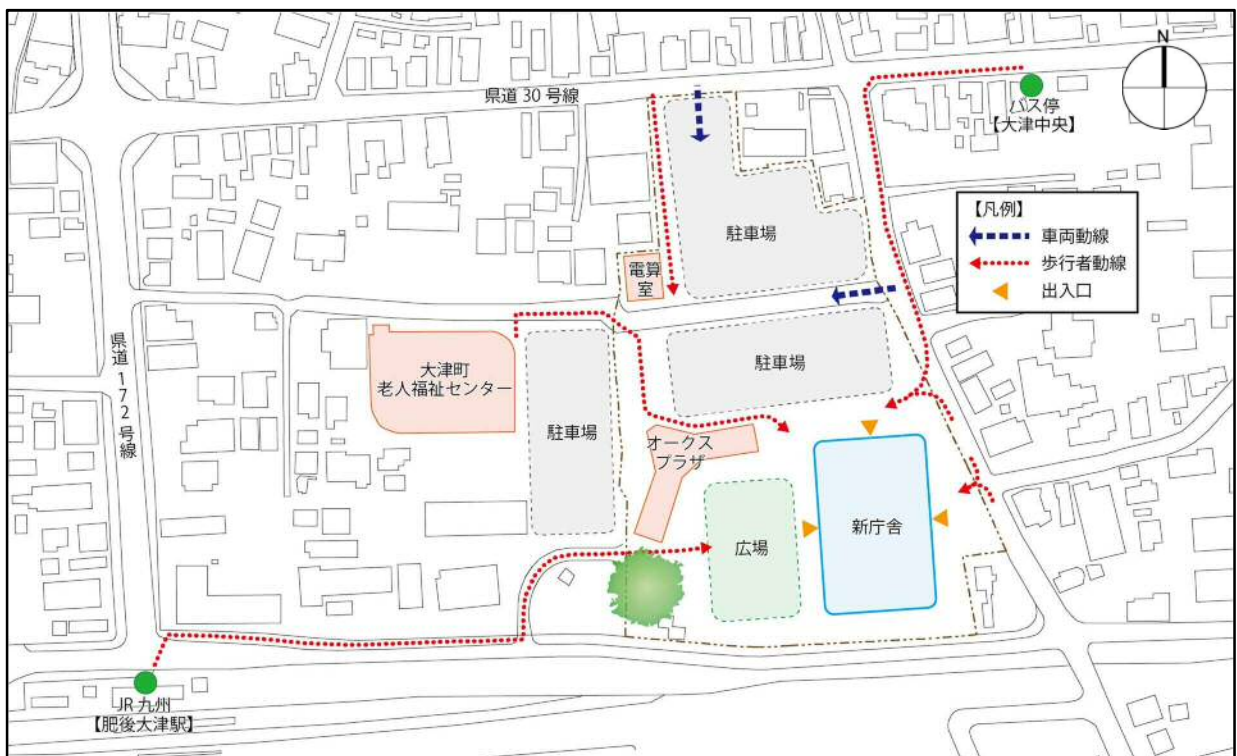 N
県道30号線
バス停
【大津中央】
【凡例】
車両動線
歩行者動線
出入口
駐車場
電算
室
県道172号線
大津町
老人福祉センター
駐車場
駐車場
オークス
プラザ
広場
新庁舎
JR九州
【肥後大津駅】